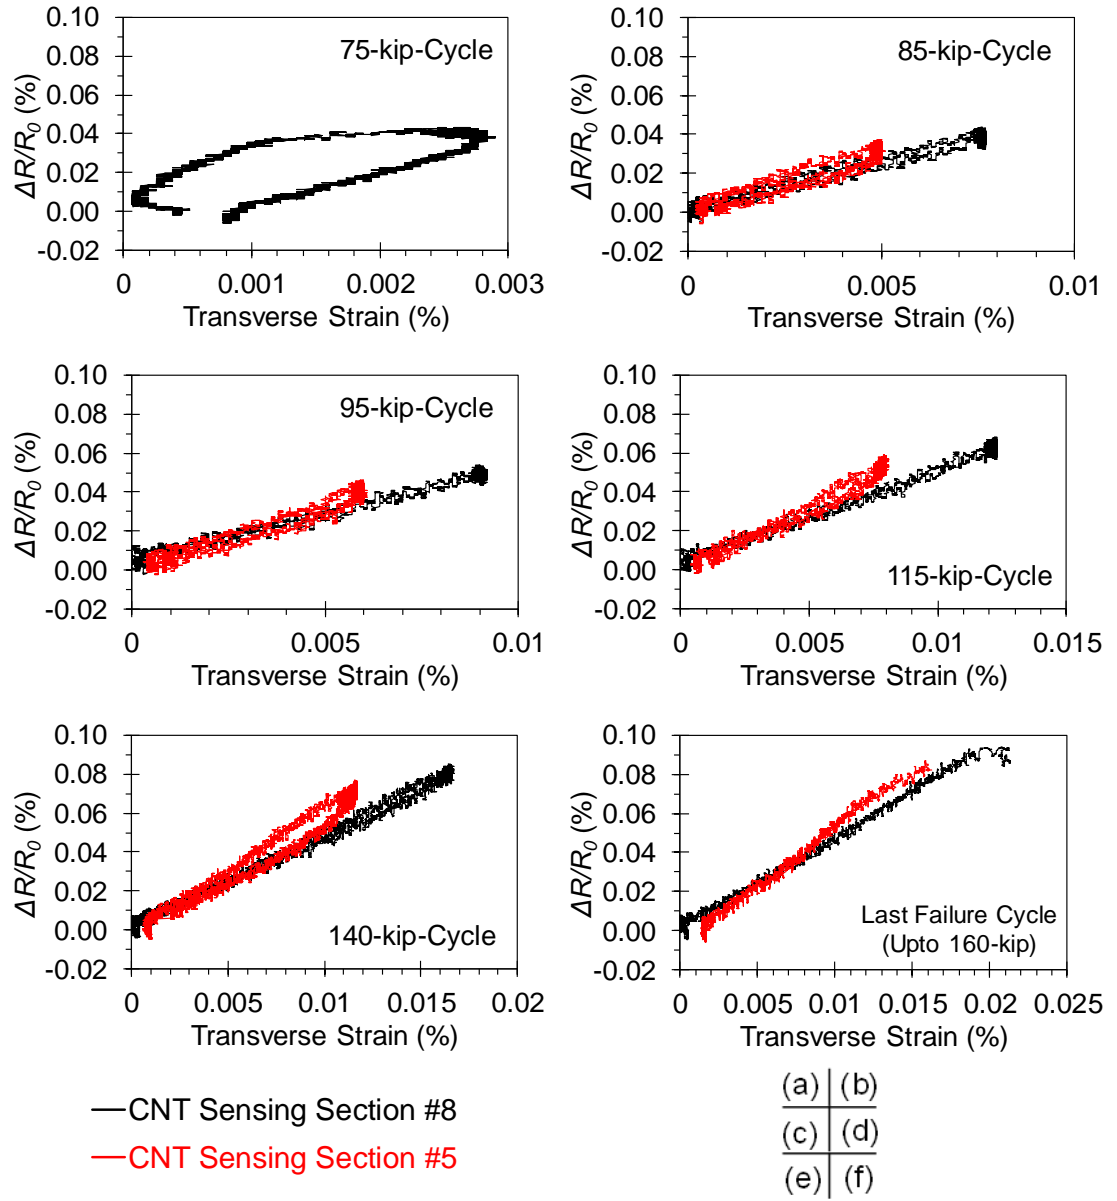 75-kip-Cycle
ΔR/R0 (%)
0.10
0.08
0.06
0.04
0.02
0.00
-0.02
0 0.001 0.002 0.003
Transverse Strain (%)
85-kip-Cycle
ΔR/R0 (%)
0.10
0.08
0.06
0.04
0.02
0.00
-0.02
0 0.005 0.01
Transverse Strain (%)
95-kip-Cycle
ΔR/R0 (%)
0.10
0.08
0.06
0.04
0.02
0.00
-0.02
0 0.005 0.01
Transverse Strain (%)
115-kip-Cycle
ΔR/R0 (%)
0.10
0.08
0.06
0.04
0.02
0.00
-0.02
0 0.005 0.01 0.015
Transverse Strain (%)
140-kip-Cycle
ΔR/R0 (%)
0.10
0.08
0.06
0.04
0.02
0.00
-0.02
0 0.005 0.01 0.015 0.02
Transverse Strain (%)
Last Failure Cycle
(Upto 160-kip)
ΔR/R0 (%)
0.10
0.08
0.06
0.04
0.02
0.00
-0.02
0 0.005 0.01 0.015 0.02 0.025
Transverse Strain (%)
CNT Sensing Section #8
CNT Sensing Section #5
(a) (b)
(c) (d)
(e) (f)